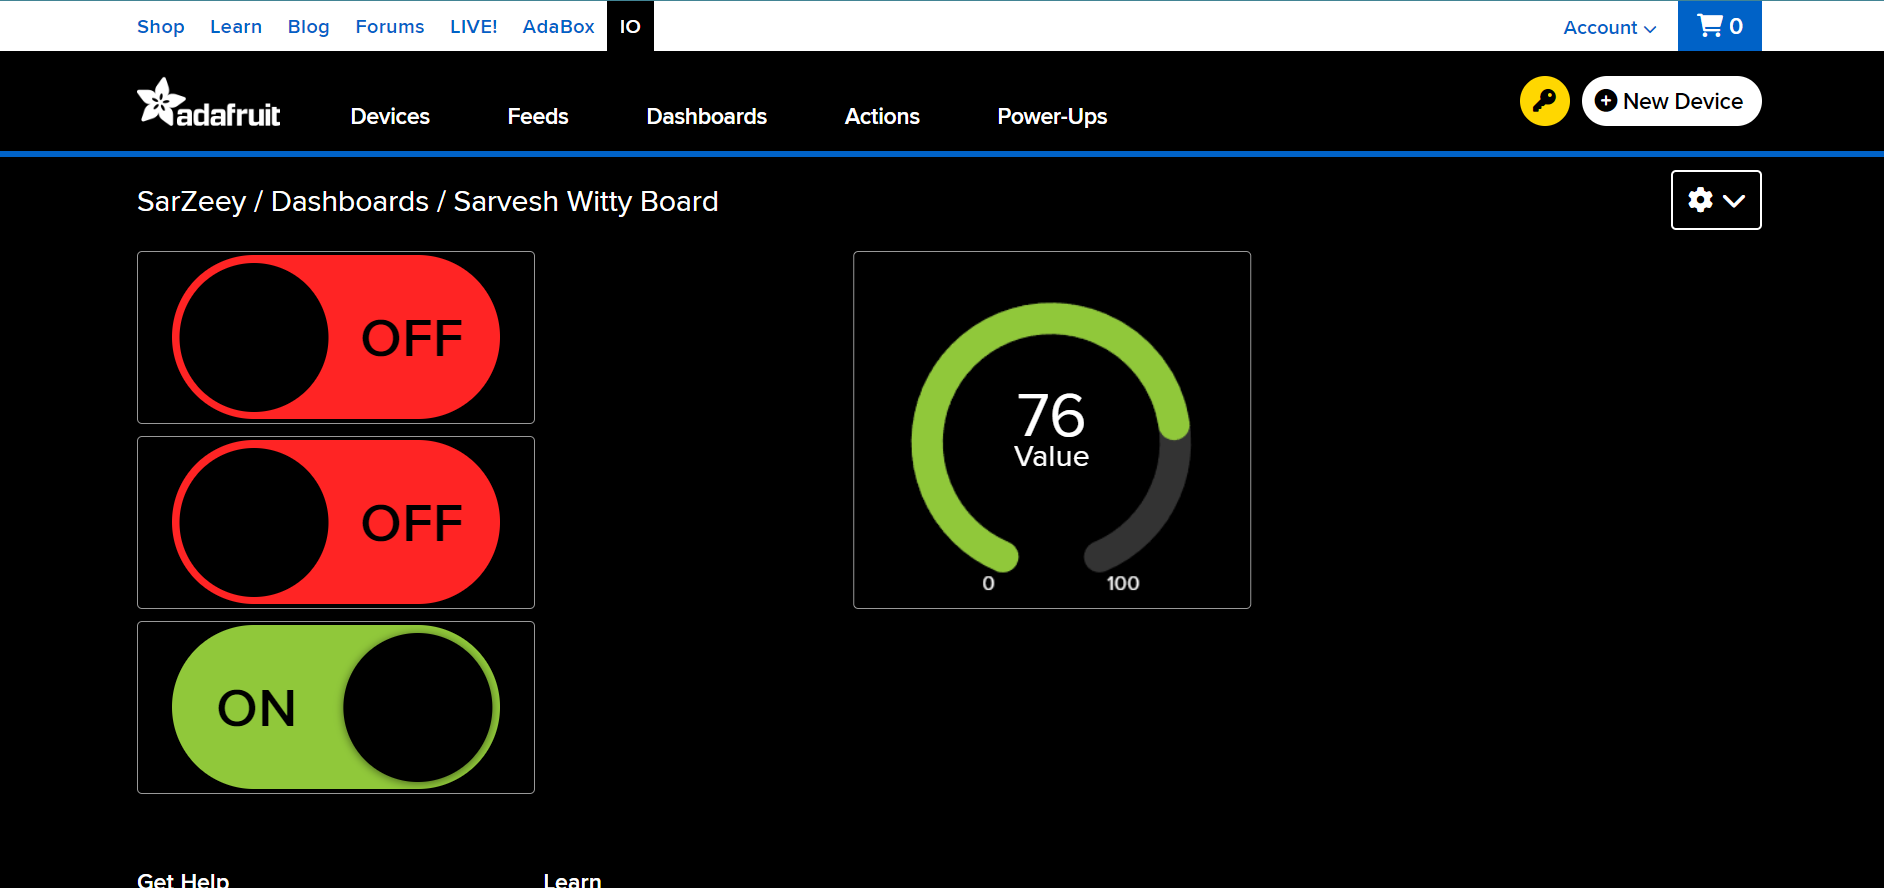 Shop Learn Blog Forums LIVE! AdaBox IO Account 0
adafruit Devices Feeds Dashboards Actions Power-Ups New Device
SarZeey / Dashboards / Sarvesh Witty Board
OFF
OFF
ON
76
Value
0 100
Get Help Learn